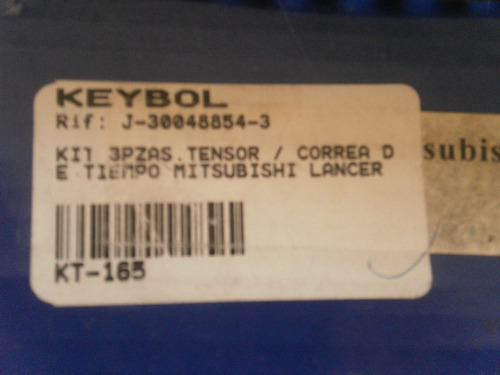 KEYBOL
Rif: J-30048854-3
KIT 3PZAS.TENSOR / CORREA D
E TIEMPO MITSUBISHI LANCER
subis
KT-165